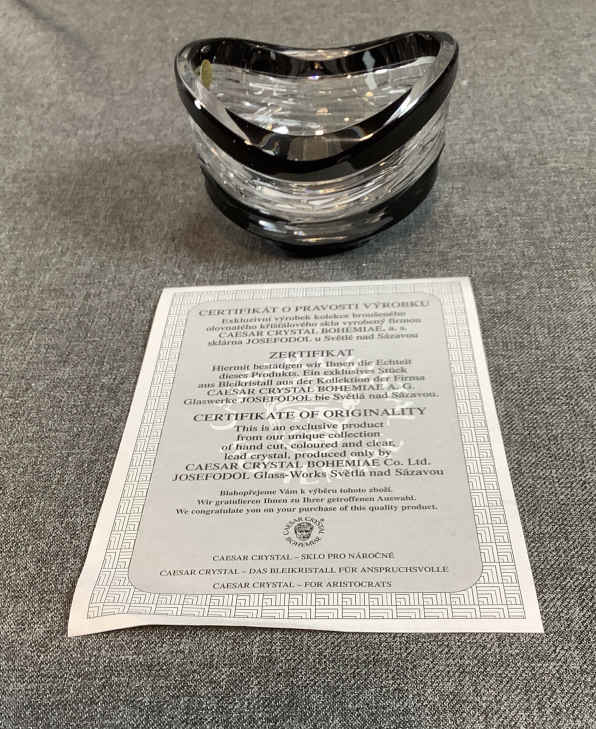 CERTIFIKÁT O PRAVOSTI VÝROBKU
Exkluzivní výrobek kolekce broušeného
olovnatého křišťálového skla vyrobený firmou
CAESAR CRYSTAL BOHEMIAE, a. s.
sklárna JOSEFODOL u Světlé nad Sázavou
ZERTIFIKAT
Hiermit bestätigen wir Ihnen die Echtheit
dieses Produkts. Ein exklusives Stück
aus Bleikristall aus der Kollektion der Firma
CAESAR CRYSTAL BOHEMIAE A. G.
Glaswerke JOSEFODOL bie Světlá nad Sázavou.
CERTIFIKATE OF ORIGINALITY
This is an exclusive product
from our unique collection
of hand cut, coloured and clear,
lead crystal, produced only by
CAESAR CRYSTAL BOHEMIAE Co. Ltd.
JOSEFODOL Glass-Works Světlá nad Sázavou
Blahopřejeme Vám k výběru tohoto zboží.
Wir gratulieren Ihnen zu Ihrer getroffenen Auswahl.
We congratulate you on your purchase of this quality product.
CAESAR CRYSTAL
BOHEMIAE
CAESAR CRYSTAL – SKLO PRO NÁROČNÉ
CAESAR CRYSTAL – DAS BLEIKRISTALL FÜR ANSPRUCHSVOLLE
CAESAR CRYSTAL – FOR ARISTOCRATS